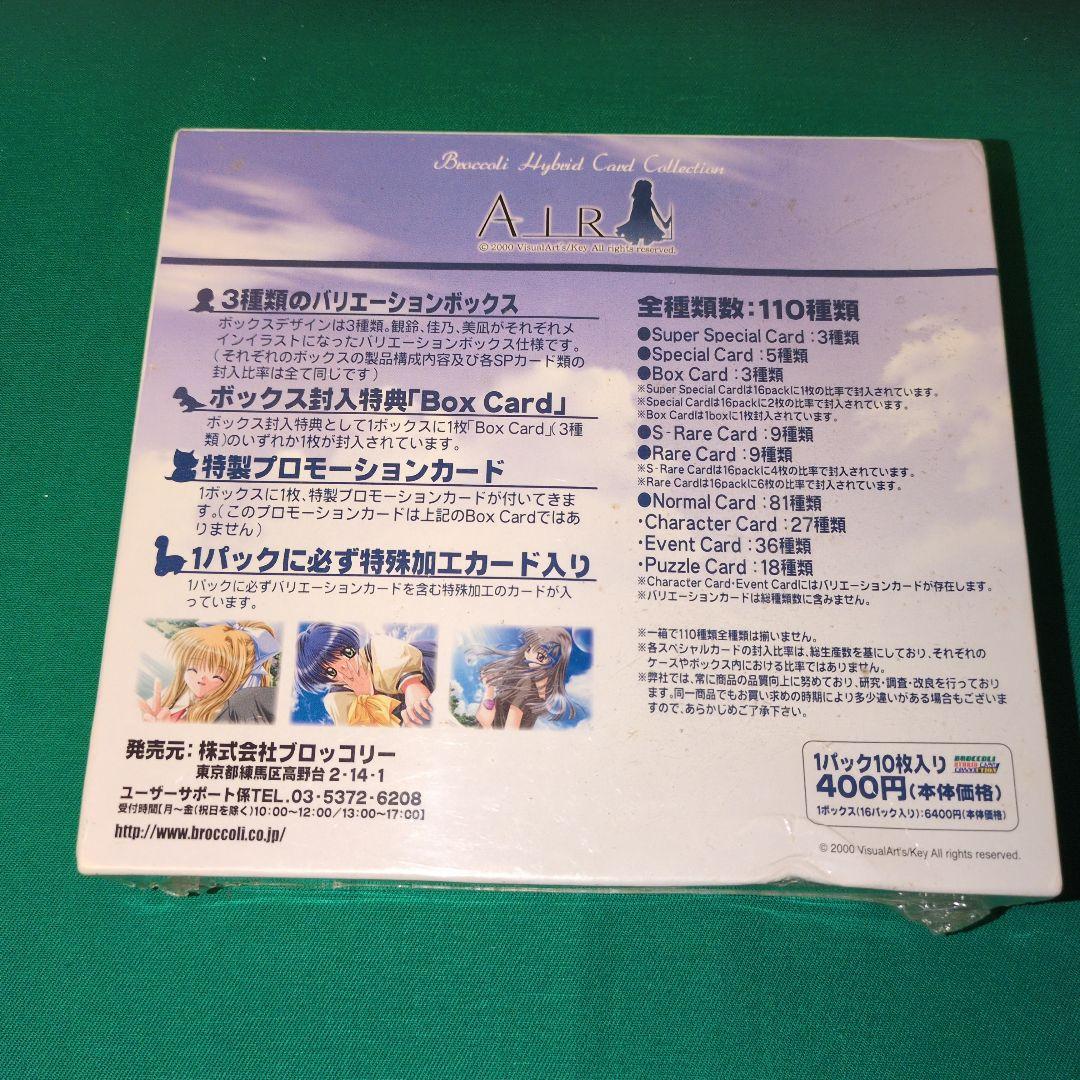 Broccoli Hybrid Card Collection
AIR
© 2000 VisualArt's/Key All rights reserved.
3種類のバリエーションボックス
ボックスデザインは3種類。観鈴、佳乃、美凪がそれぞれメ
インイラストになったバリエーションボックス仕様です。
（それぞれのボックスの製品構成内容及び各SPカード類の
封入比率は全て同じです）
ボックス封入特典「Box Card」
ボックス封入特典として1ボックスに1枚「Box Card」（3種
類）のいずれか1枚が封入されています。
特製プロモーションカード
1ボックスに1枚、特製プロモーションカードが付いてきま
す。（このプロモーションカードは上記のBox Cardではあ
りません）
1パックに必ず特殊加工カード入り
1パックに必ずバリエーションカードを含む特殊加工のカードが入
っています。
発売元：株式会社ブロッコリー
東京都練馬区高野台2-14-1
ユーザーサポート係TEL.03-5372-6208
受付時間【月～金（祝日を除く）10:00～12:00／13:00～17:00】
http://www.broccoli.co.jp/
全種類数：110種類
●Super Special Card：3種類
●Special Card：5種類
●Box Card：3種類
※Super Special Cardは16packに1枚の比率で封入されています。
※Special Cardは16packに2枚の比率で封入されています。
※Box Cardは1boxに1枚封入されています。
●S-Rare Card：9種類
●Rare Card：9種類
※S-Rare Cardは16packに4枚の比率で封入されています。
※Rare Cardは16packに6枚の比率で封入されています。
●Normal Card：81種類
・Character Card：27種類
・Event Card：36種類
・Puzzle Card：18種類
※Character Card・Event Cardにはバリエーションカードが存在します。
※バリエーションカードは総種類数に含みません。
※一箱で110種類全種類は揃いません。
※各スペシャルカードの封入比率は、総生産数を基にしており、それぞれの
ケースやボックス内における比率ではありません。
※弊社では、常に商品の品質向上に努めており、研究・調査・改良を行っており
ます。同一商品でもお買い求めの時期により多少違いがある場合もございま
すので、あらかじめご了承下さい。
1パック10枚入り
BROCCOLI
HYBRID CARD
COLLECTION
400円（本体価格）
1ボックス（16パック入り）：6400円（本体価格）
© 2000 VisualArt's/Key All rights reserved.